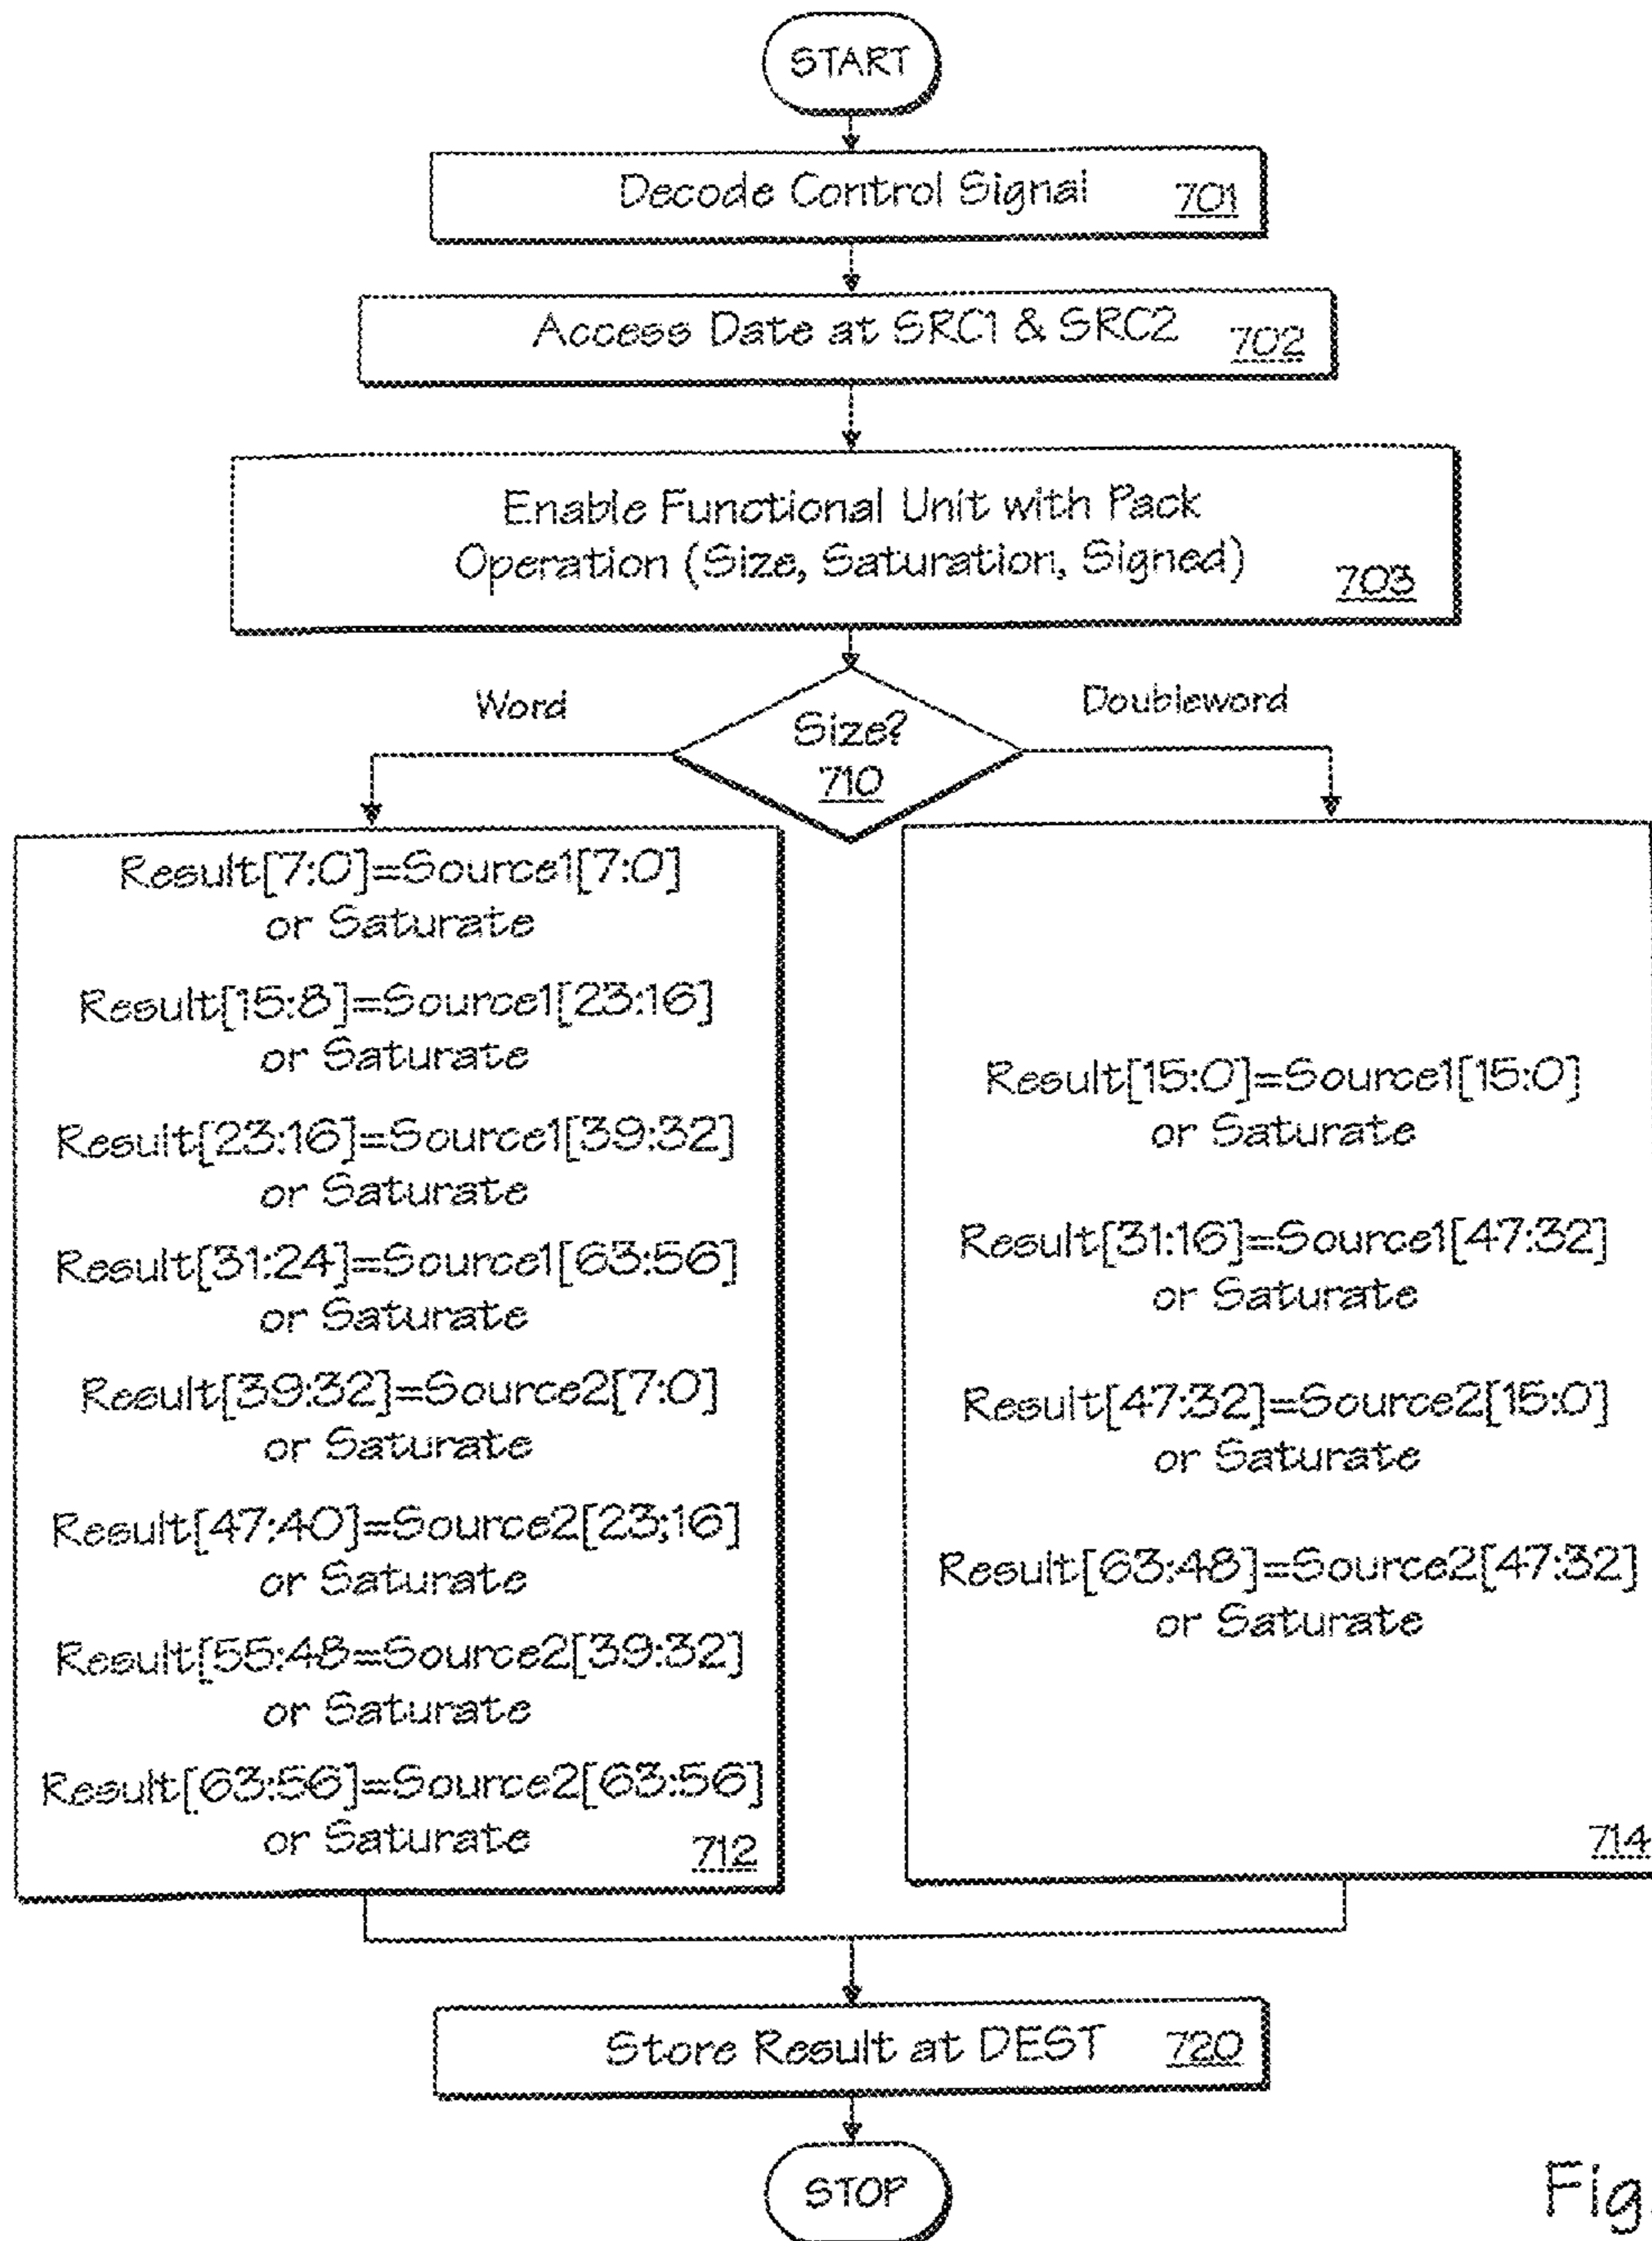 START
Decode Control Signal 701
Access Date at SRC1 & SRC2 702
Enable Functional Unit with Pack
Operation (Size, Saturation, Signed) 703
Word
Doubleword
Size?
710
Result[7:0]=Source1[7:0]
or Saturate
Result[15:8]=Source1[23:16]
or Saturate
Result[23:16]=Source1[39:32]
or Saturate
Result[31:24]=Source1[63:56]
or Saturate
Result[39:32]=Source2[7:0]
or Saturate
Result[47:40]=Source2[23;16]
or Saturate
Result[55:48=Source2[39:32]
or Saturate
Result[63:56]=Source2[63:56]
or Saturate
712
Result[15:0]=Source1[15:0]
or Saturate
Result[31:16]=Source1[47:32]
or Saturate
Result[47:32]=Source2[15:0]
or Saturate
Result[63:48]=Source2[47:32]
or Saturate
714
Store Result at DEST 720
STOP
Fig.